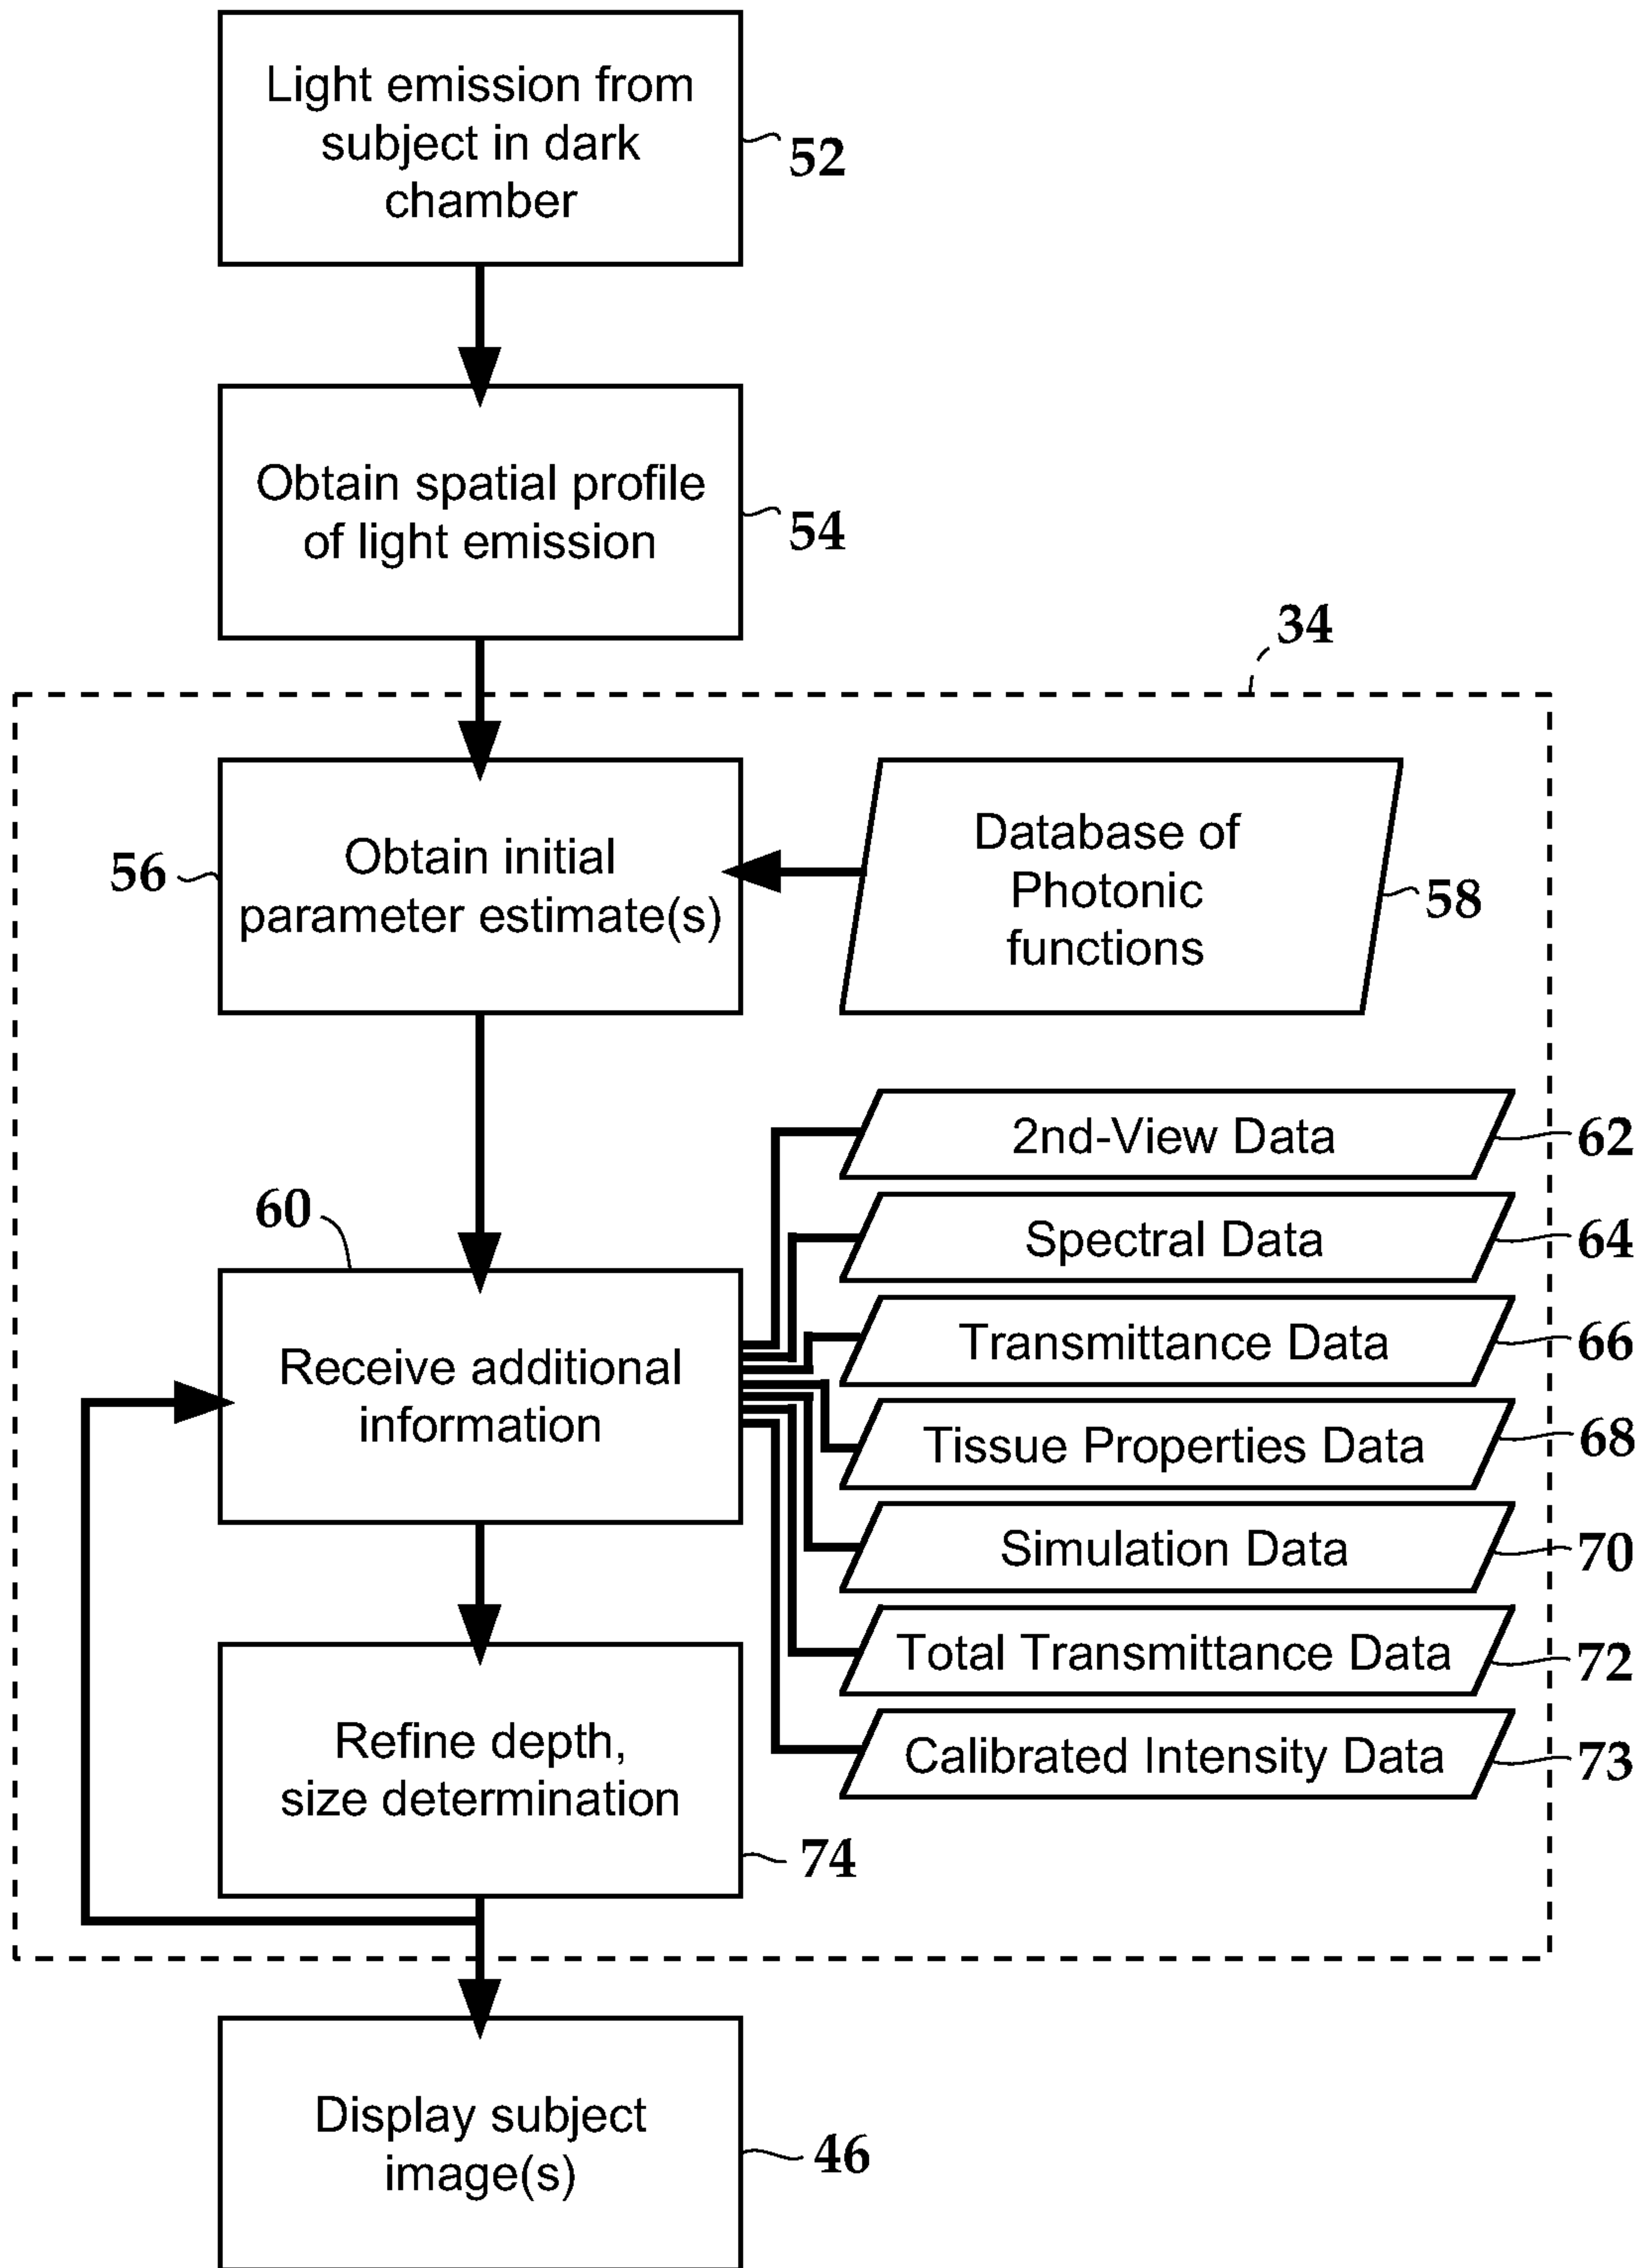 Light emission from
subject in dark
chamber
52
Obtain spatial profile
of light emission
54
34
56
Obtain initial
parameter estimate(s)
Database of
Photonic
functions
58
2nd-View Data
62
60
Spectral Data
64
Receive additional
information
Transmittance Data
66
Tissue Properties Data
68
Simulation Data
70
Total Transmittance Data
72
Refine depth,
size determination
74
Calibrated Intensity Data
73
Display subject
image(s)
46